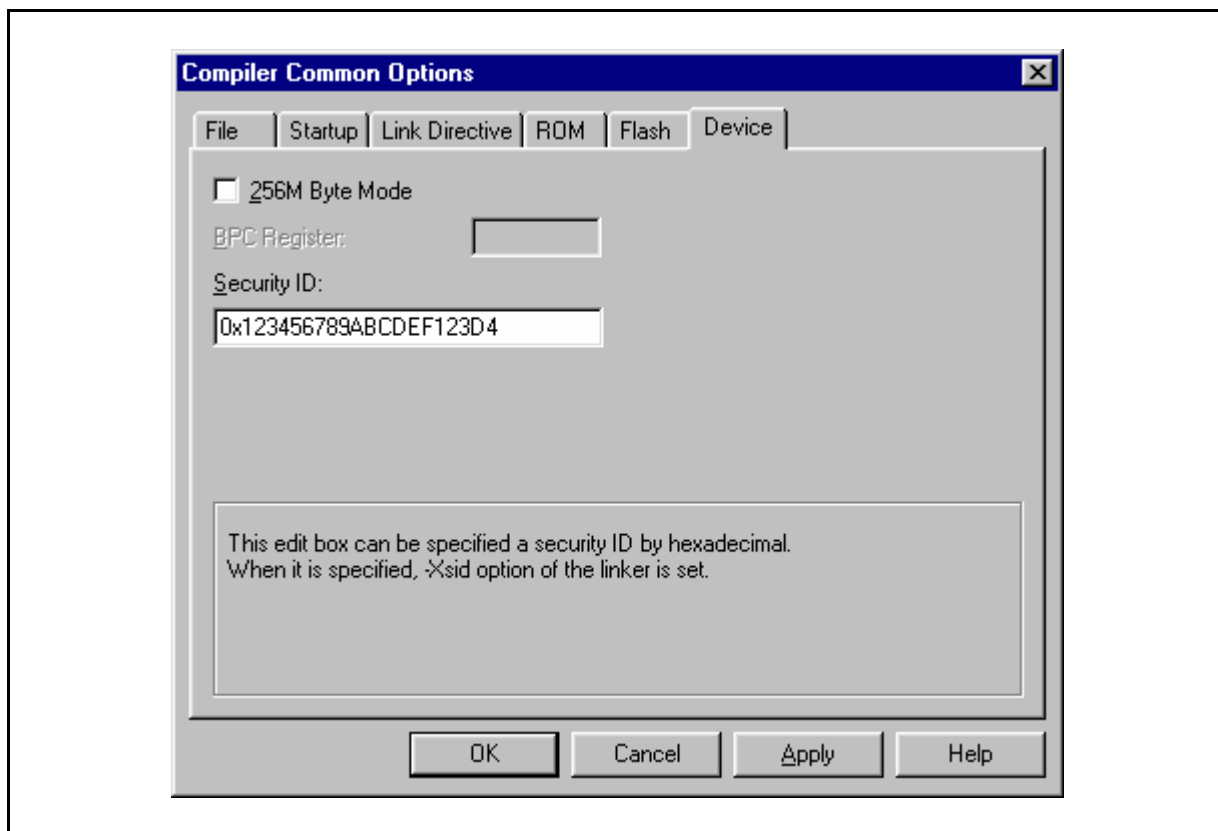 Compiler Common Options
File Startup Link Directive ROM Flash Device
256M Byte Mode
BPC Register:
Security ID:
0x123456789ABCDEF123D4
This edit box can be specified a security ID by hexadecimal.
When it is specified, -Xsid option of the linker is set.
OK Cancel Apply Help